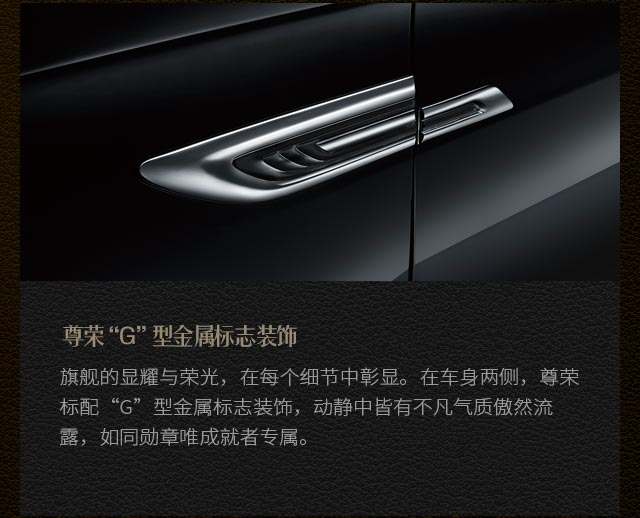 尊荣“G”型金属标志装饰
旗舰的显耀与荣光，在每个细节中彰显。在车身两侧，尊荣
标配“G”型金属标志装饰，动静中皆有不凡气质傲然流
露，如同勋章唯成就者专属。